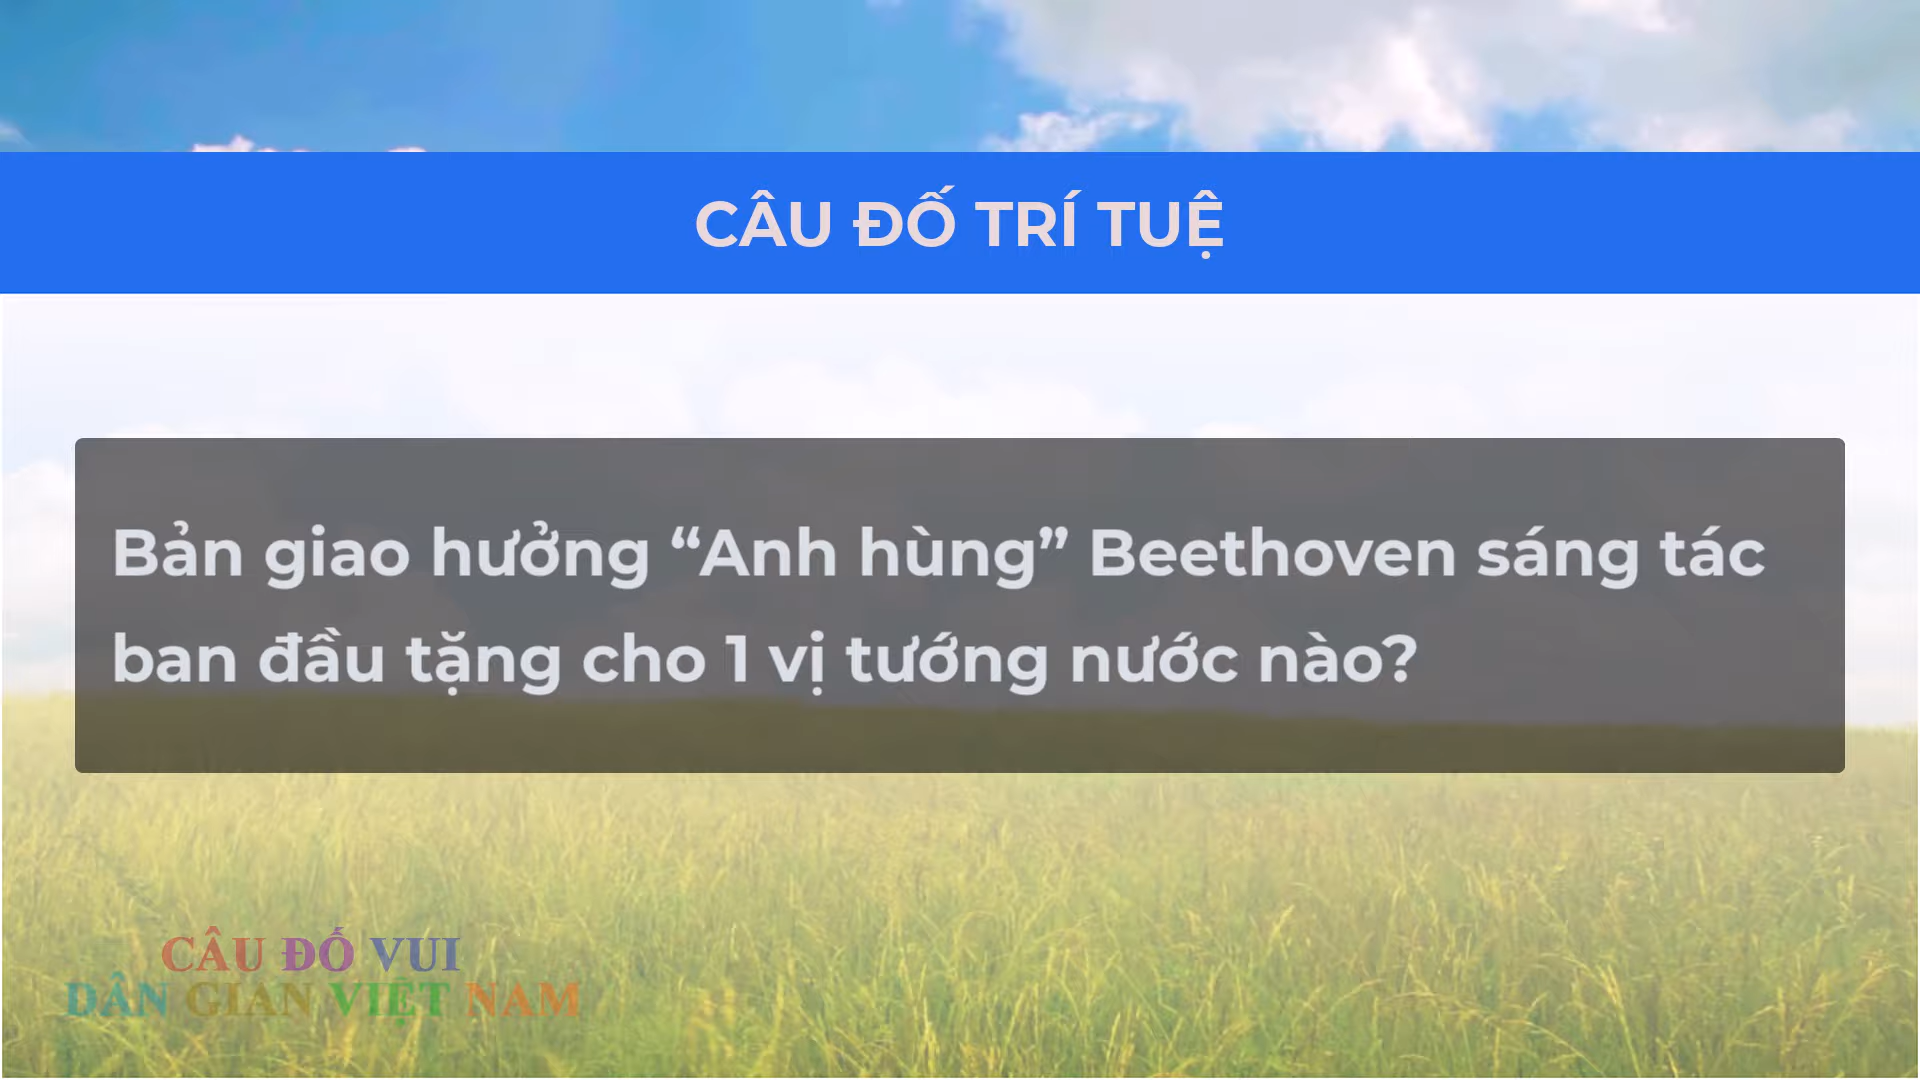 CÂU ĐỐ TRÍ TUỆ
Bản giao hưởng “Anh hùng” Beethoven sáng tác
ban đầu tặng cho 1 vị tướng nước nào?
CÂU ĐỐ VUI
DÂN GIAN VIỆT NAM